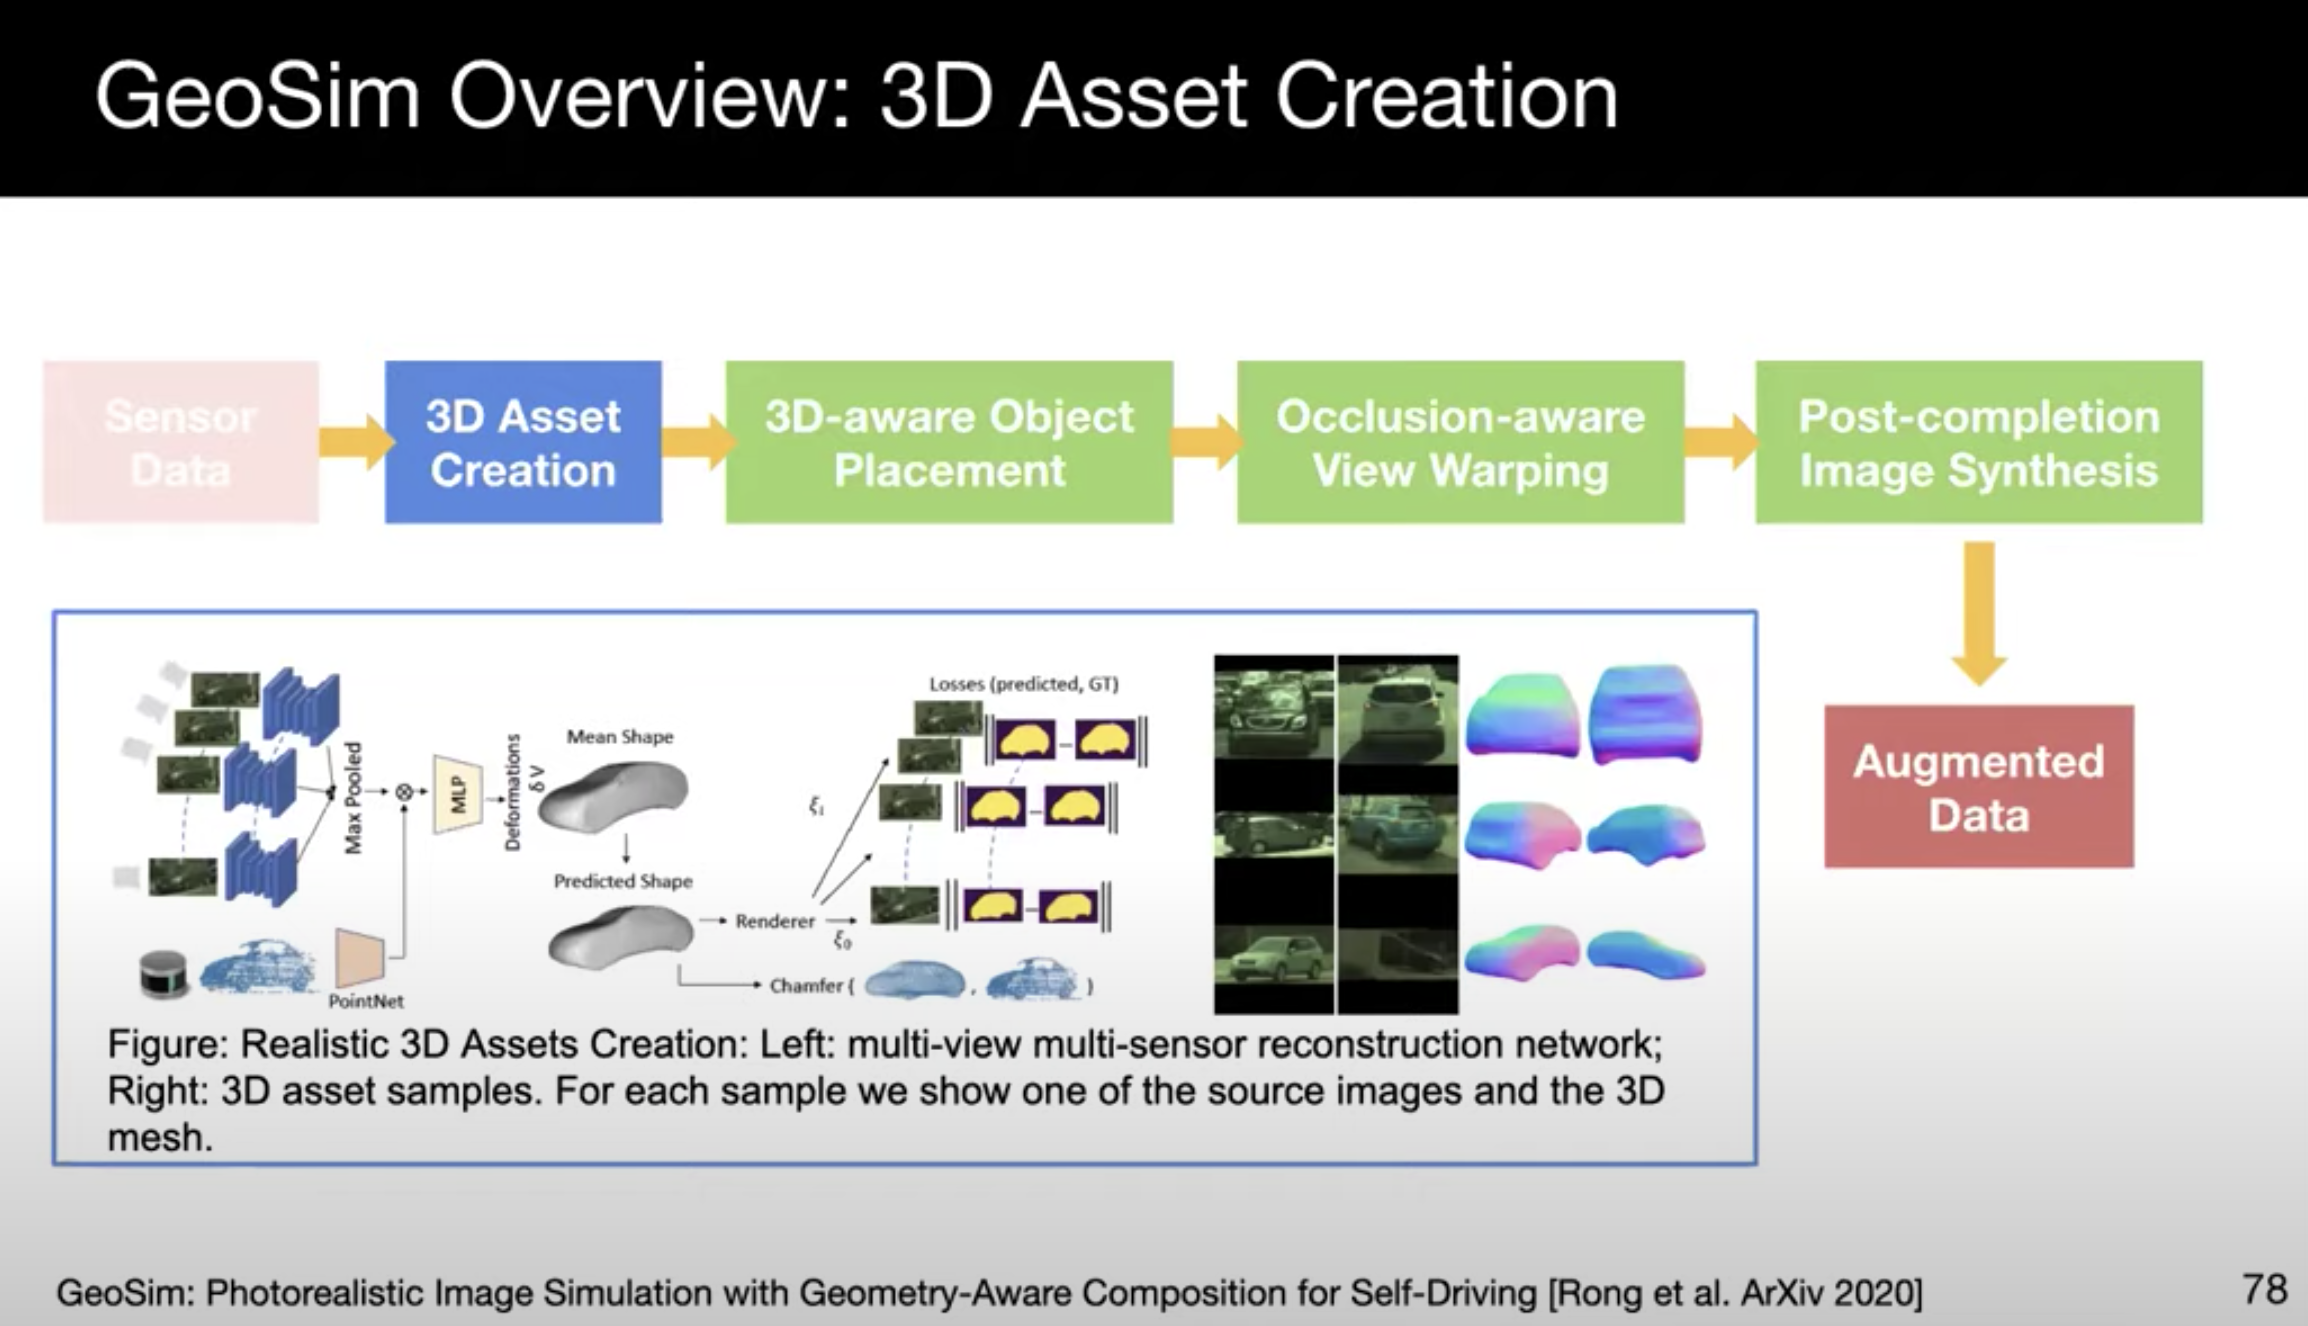 GeoSim Overview: 3D Asset Creation
Sensor
Data
3D Asset
Creation
3D-aware Object
Placement
Occlusion-aware
View Warping
Post-completion
Image Synthesis
Augmented
Data
Max Pooled
⊗
MLP
Deformations
δV
Mean Shape
Predicted Shape
PointNet
Renderer
ξᵢ
ξ₀
Losses (predicted, GT)
Chamfer ( , )
Figure: Realistic 3D Assets Creation: Left: multi-view multi-sensor reconstruction network;
Right: 3D asset samples. For each sample we show one of the source images and the 3D
mesh.
GeoSim: Photorealistic Image Simulation with Geometry-Aware Composition for Self-Driving [Rong et al. ArXiv 2020]
78